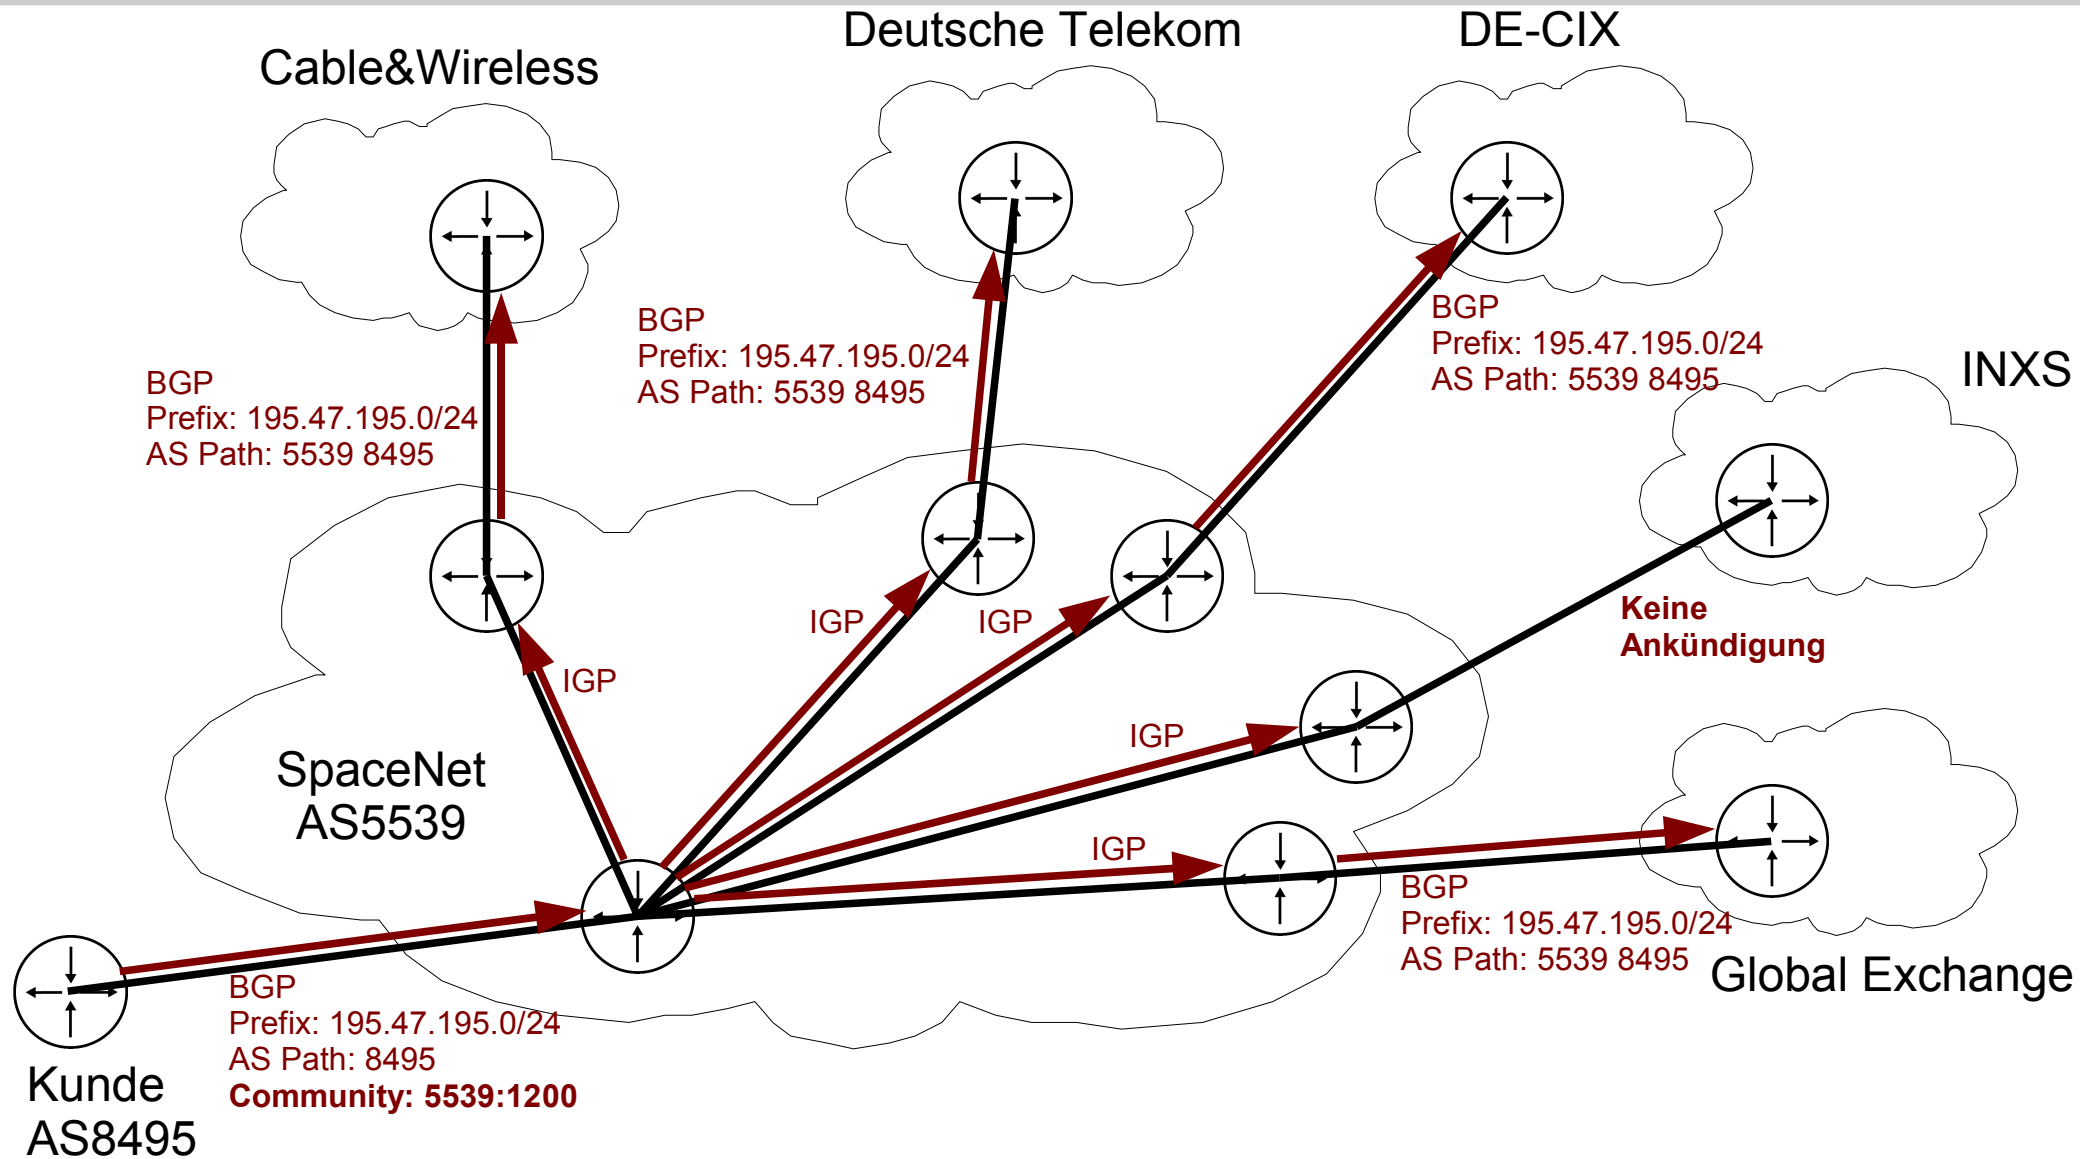 Deutsche Telekom
DE-CIX
Cable&Wireless
BGP
Prefix: 195.47.195.0/24
AS Path: 5539 8495
BGP
Prefix: 195.47.195.0/24
AS Path: 5539 8495
BGP
Prefix: 195.47.195.0/24
AS Path: 5539 8495
INXS
IGP
IGP
IGP
Keine
Ankündigung
IGP
SpaceNet
AS5539
IGP
BGP
Prefix: 195.47.195.0/24
AS Path: 5539 8495
Global Exchange
BGP
Prefix: 195.47.195.0/24
AS Path: 8495
Community: 5539:1200
Kunde
AS8495